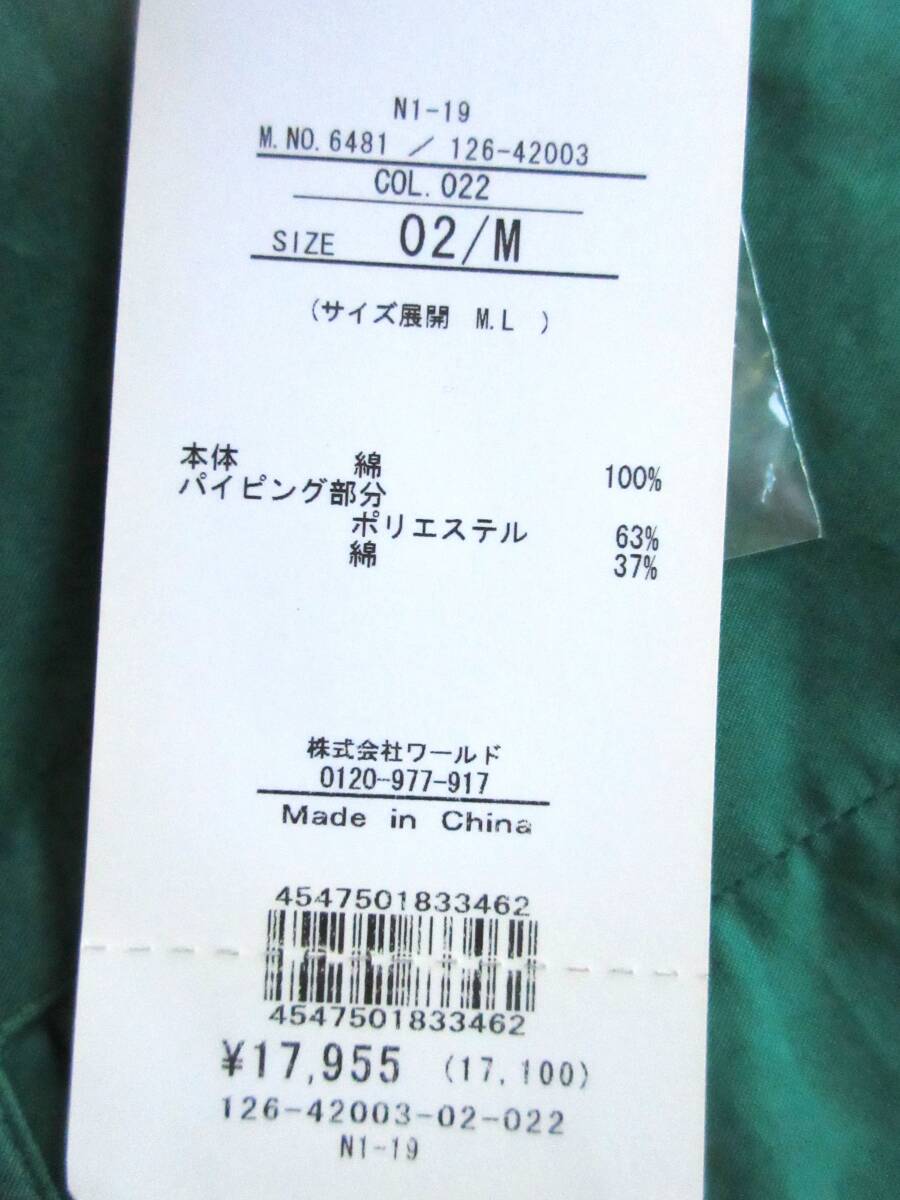 N1-19
M.NO.6481 / 126-42003
COL.022
SIZE 02/M
(サイズ展開 M.L )
本体 綿 100%
パイピング部分
ポリエステル 63%
綿 37%
株式会社ワールド
0120-977-917
Made in China
4547501833462
4547501833462
¥17,955 (17,100)
126-42003-02-022
N1-19